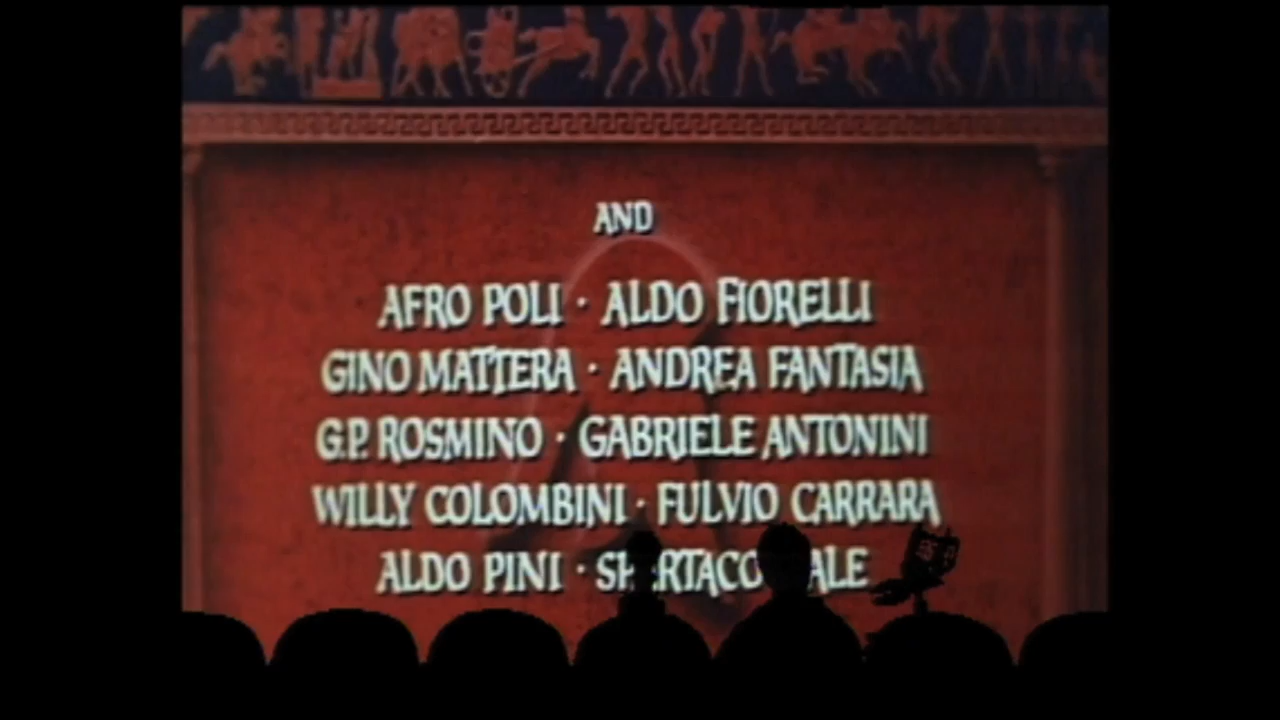 AND
AFRO POLI · ALDO FIORELLI
GINO MATTERA · ANDREA FANTASIA
G.P. ROSMINO · GABRIELE ANTONINI
WILLY COLOMBINI · FULVIO CARRARA
ALDO PINI ·